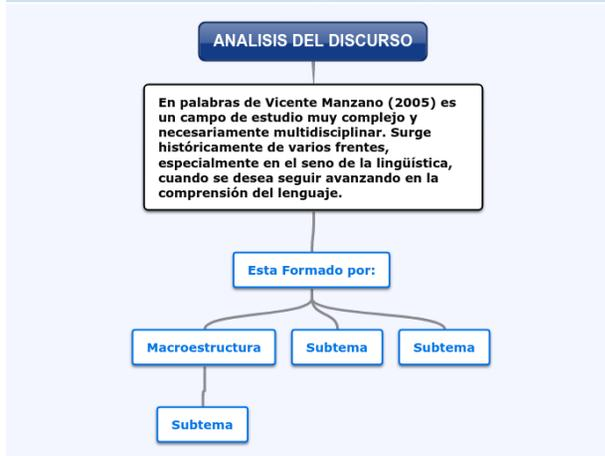 ANALISIS DEL DISCURSO
En palabras de Vicente Manzano (2005) es
un campo de estudio muy complejo y
necesariamente multidisciplinar. Surge
históricamente de varios frentes,
especialmente en el seno de la lingüística,
cuando se desea seguir avanzando en la
comprensión del lenguaje.
Esta Formado por:
Macroestructura
Subtema
Subtema
Subtema